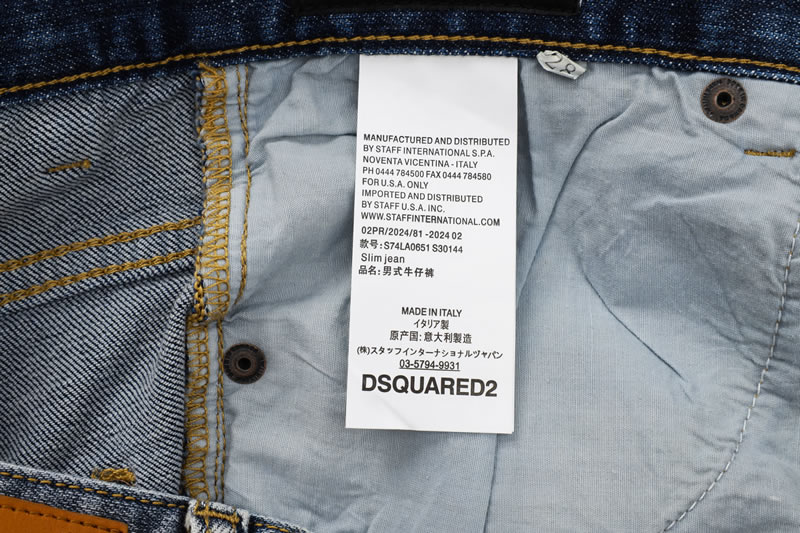 28
MANUFACTURED AND DISTRIBUTED
BY STAFF INTERNATIONAL S.P.A.
NOVENTA VICENTINA - ITALY
PH 0444 784500 FAX 0444 784580
FOR U.S.A. ONLY
IMPORTED AND DISTRIBUTED
BY STAFF U.S.A. INC.
WWW.STAFFINTERNATIONAL.COM
02PR/2024/81 -2024 02
款号: S74LA0651 S30144
Slim jean
品名: 男式牛仔裤
MADE IN ITALY
イタリア製
原产国: 意大利製造
(株)スタッフインターナショナルヅャパン
03-5794-9931
DSQUARED2